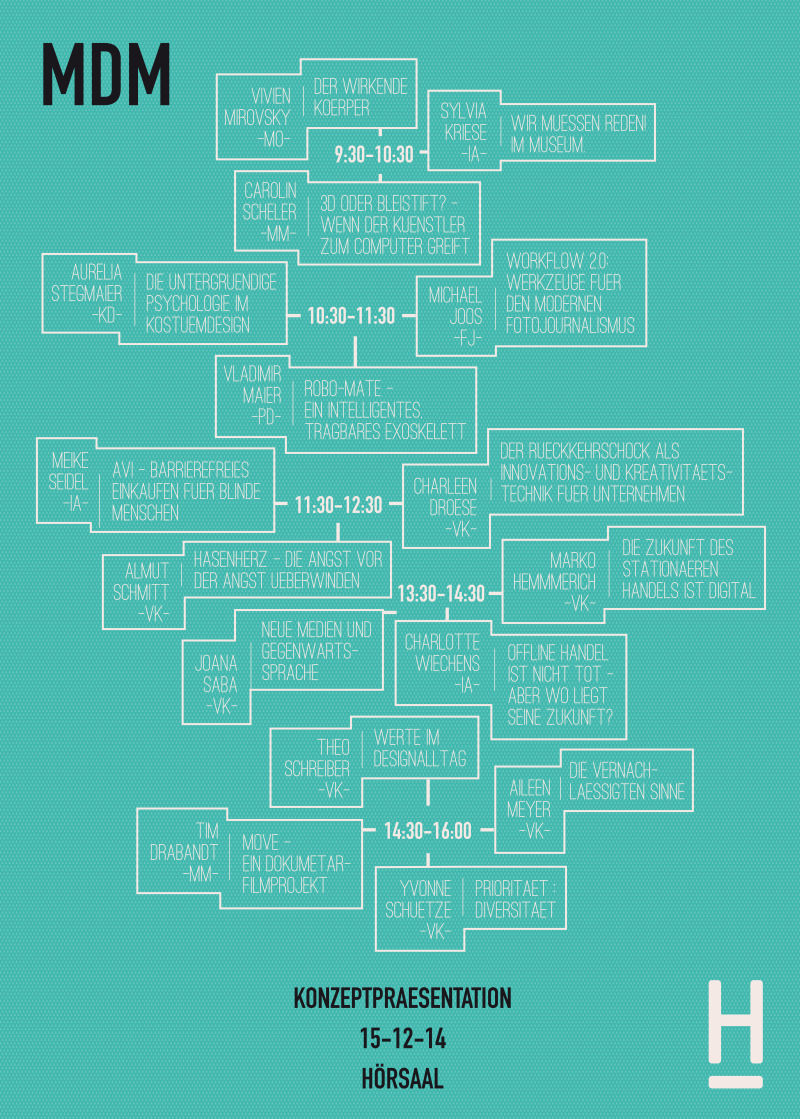 MDM
VIVIEN
MIROVSKY
-MO-
DER WIRKENDE
KOERPER
SYLVIA
KRIESE
-IA-
WIR MUESSEN REDEN!
IM MUSEUM.
9:30-10:30
CAROLIN
SCHELER
-MM-
3D ODER BLEISTIFT? -
WENN DER KUENSTLER
ZUM COMPUTER GREIFT
AURELIA
STEGMAIER
-KD-
DIE UNTERGRUENDIGE
PSYCHOLOGIE IM
KOSTUEMDESIGN
10:30-11:30
MICHAEL
JOOS
-FJ-
WORKFLOW 2.0:
WERKZEUGE FUER
DEN MODERNEN
FOTOJOURNALISMUS
VLADIMIR
MAIER
-PD-
ROBO-MATE -
EIN INTELLIGENTES,
TRAGBARES EXOSKELETT
MEIKE
SEIDEL
-IA-
AVI - BARRIEREFREIES
EINKAUFEN FUER BLINDE
MENSCHEN
11:30-12:30
CHARLEEN
DROESE
-VK-
DER RUECKKEHRSCHOCK ALS
INNOVATIONS- UND KREATIVITAETS-
TECHNIK FUER UNTERNEHMEN
ALMUT
SCHMITT
-VK-
HASENHERZ - DIE ANGST VOR
DER ANGST UEBERWINDEN
13:30-14:30
MARKO
HEMMMERICH
-VK-
DIE ZUKUNFT DES
STATIONAEREN
HANDELS IST DIGITAL
JOANA
SABA
-VK-
NEUE MEDIEN UND
GEGENWARTS-
SPRACHE
CHARLOTTE
WIECHENS
-IA-
OFFLINE HANDEL
IST NICHT TOT -
ABER WO LIEGT
SEINE ZUKUNFT?
THEO
SCHREIBER
-VK-
WERTE IM
DESIGNALLTAG
AILEEN
MEYER
-VK-
DIE VERNACH-
LAESSIGTEN SINNE
14:30-16:00
TIM
DRABANDT
-MM-
MOVE -
EIN DOKUMETAR-
FILMPROJEKT
YVONNE
SCHUETZE
-VK-
PRIORITAET :
DIVERSITAET
KONZEPTPRAESENTATION
15-12-14
HÖRSAAL
H